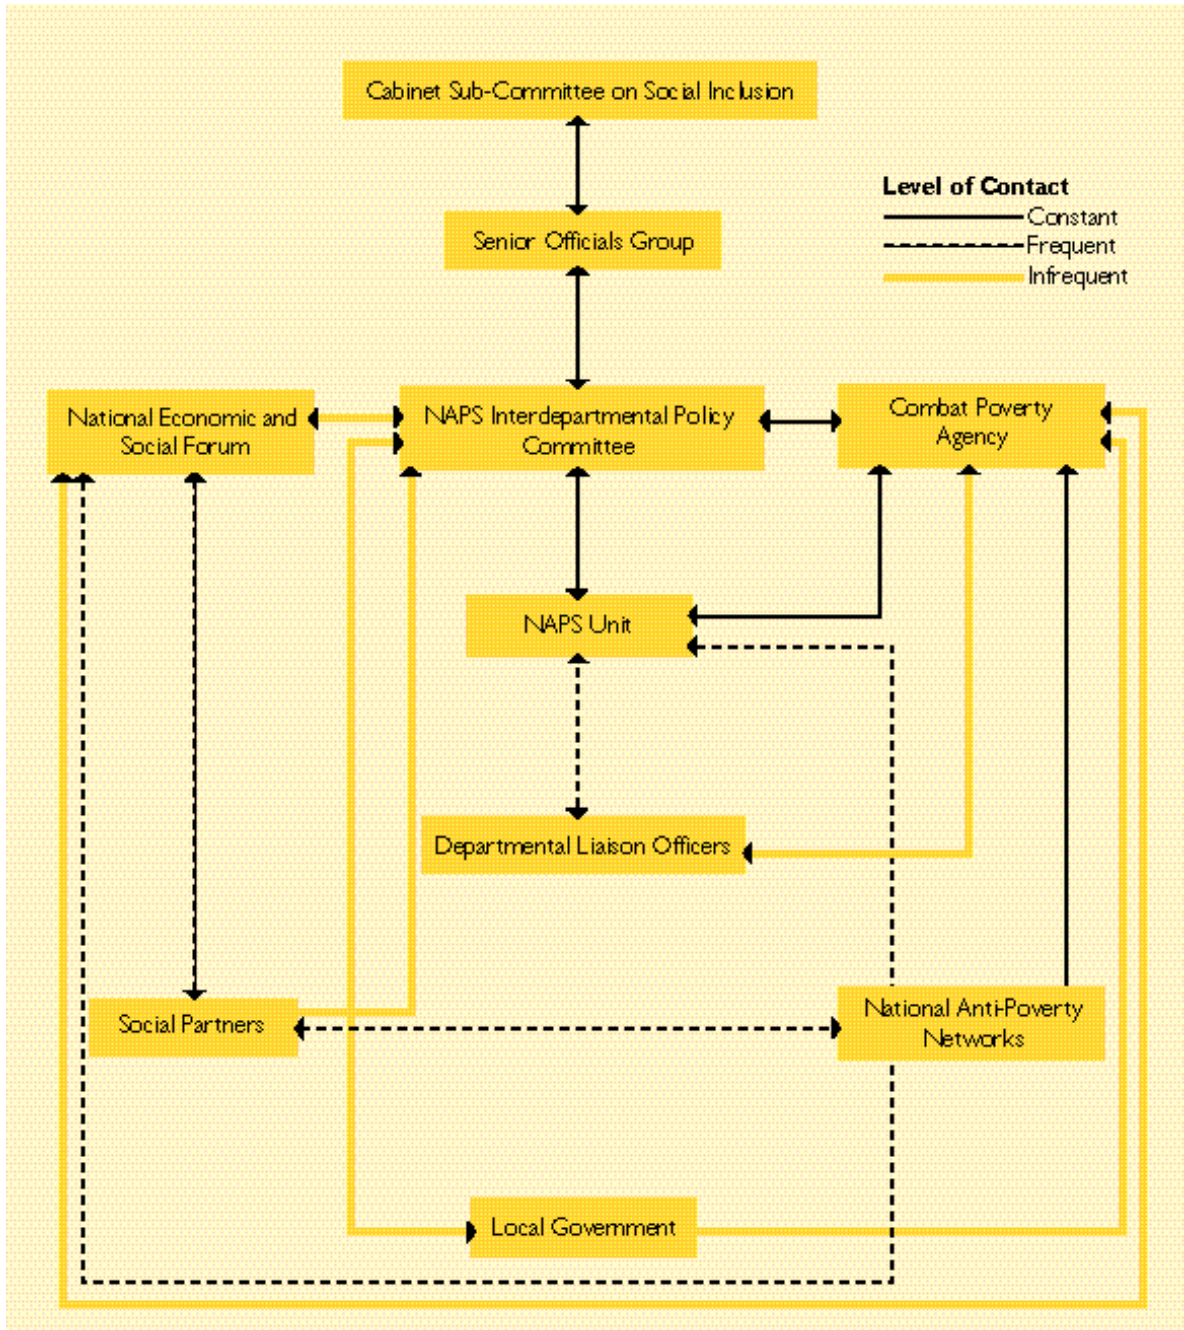 Cabinet Sub-Committee on Social Inclusion
Level of Contact
Constant
Frequent
Infrequent
Senior Officials Group
National Economic and
Social Forum
NAPS Interdepartmental Policy
Committee
Combat Poverty
Agency
NAPS Unit
Departmental Liaison Officers
Social Partners
National Anti-Poverty
Networks
Local Government